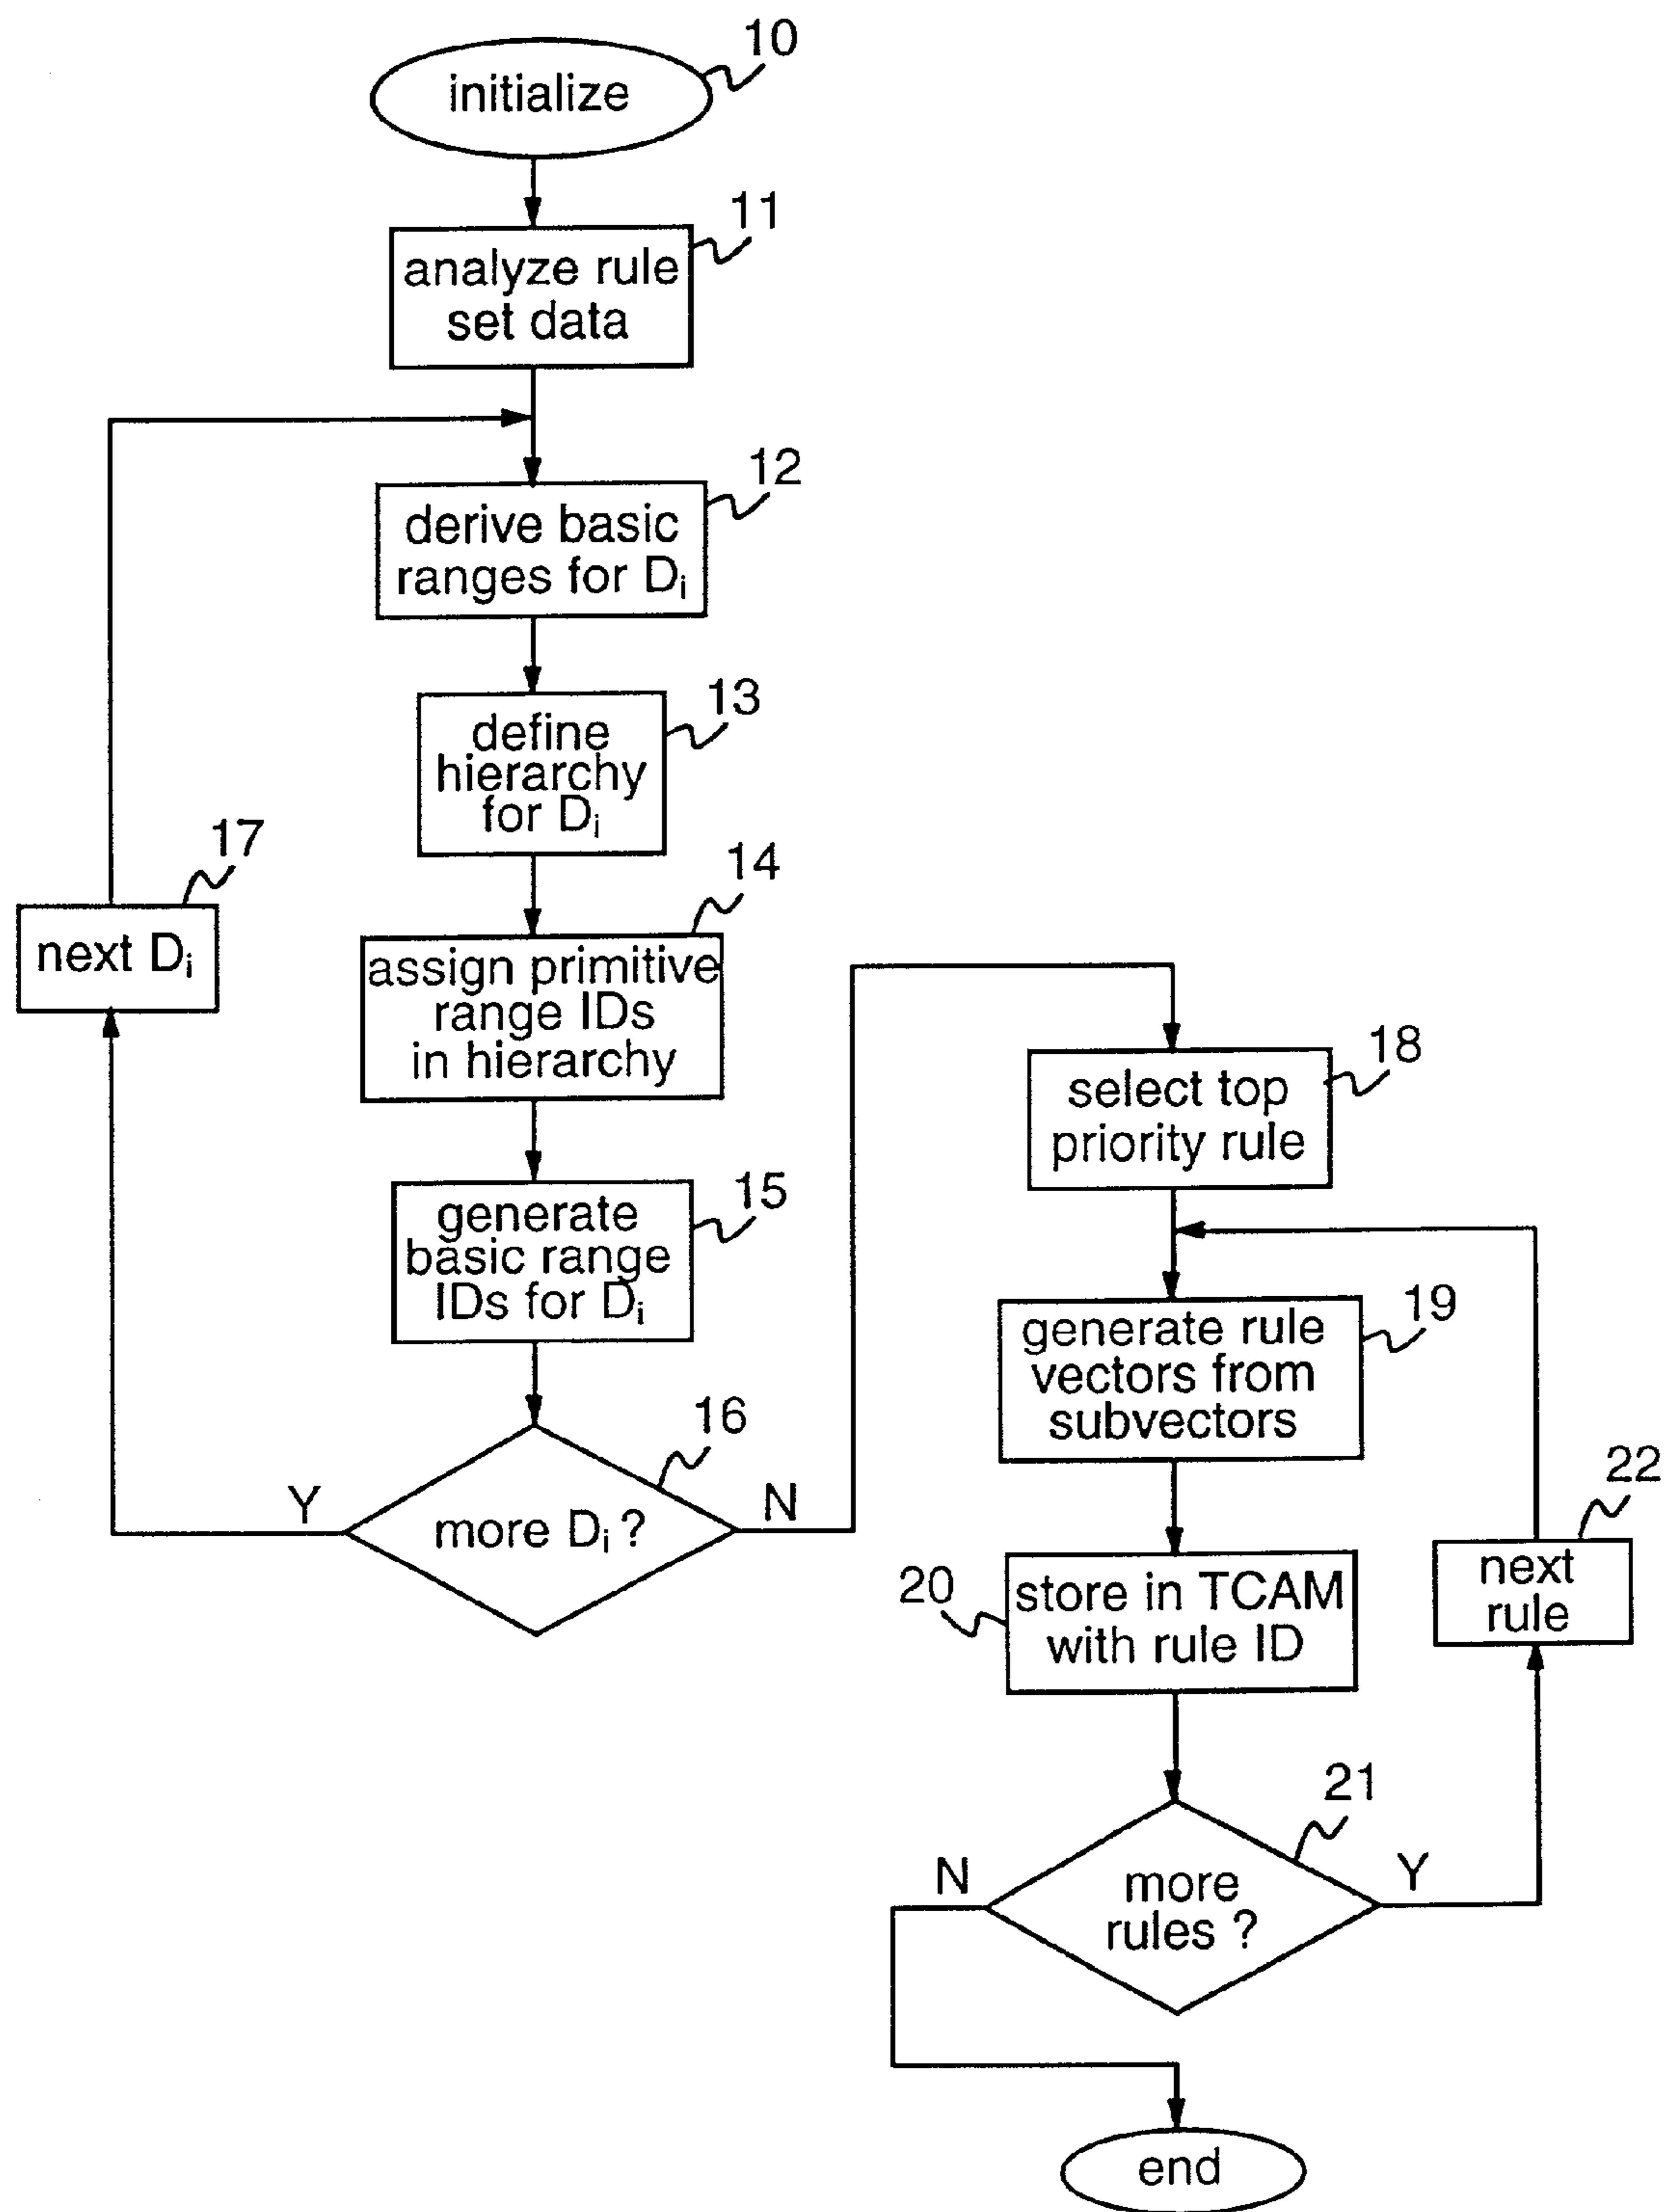 10
initialize
11
analyze rule
set data
12
derive basic
ranges for Di
13
define
hierarchy
for Di
14
assign primitive
range IDs
in hierarchy
15
generate
basic range
IDs for Di
16
more Di ?
Y
N
17
next Di
18
select top
priority rule
19
generate rule
vectors from
subvectors
20
store in TCAM
with rule ID
21
more
rules ?
N
Y
22
next
rule
end